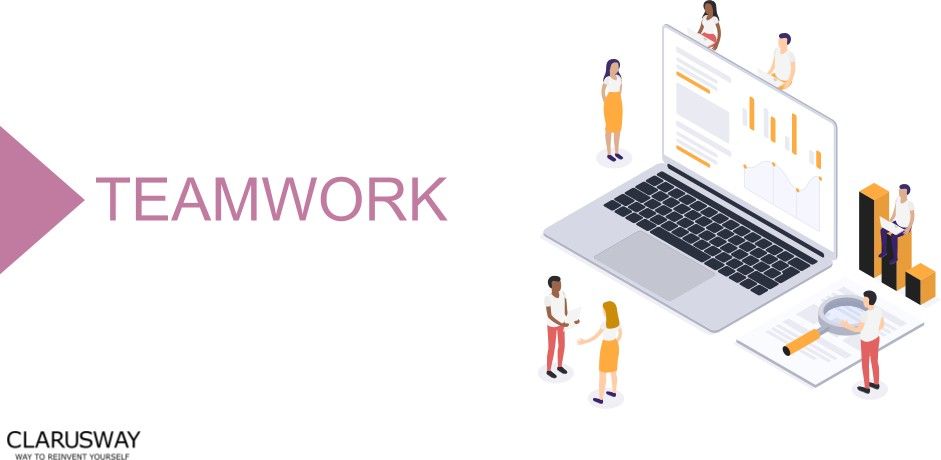 TEAMWORK
CLARUSWAY
WAY TO REINVENT YOURSELF